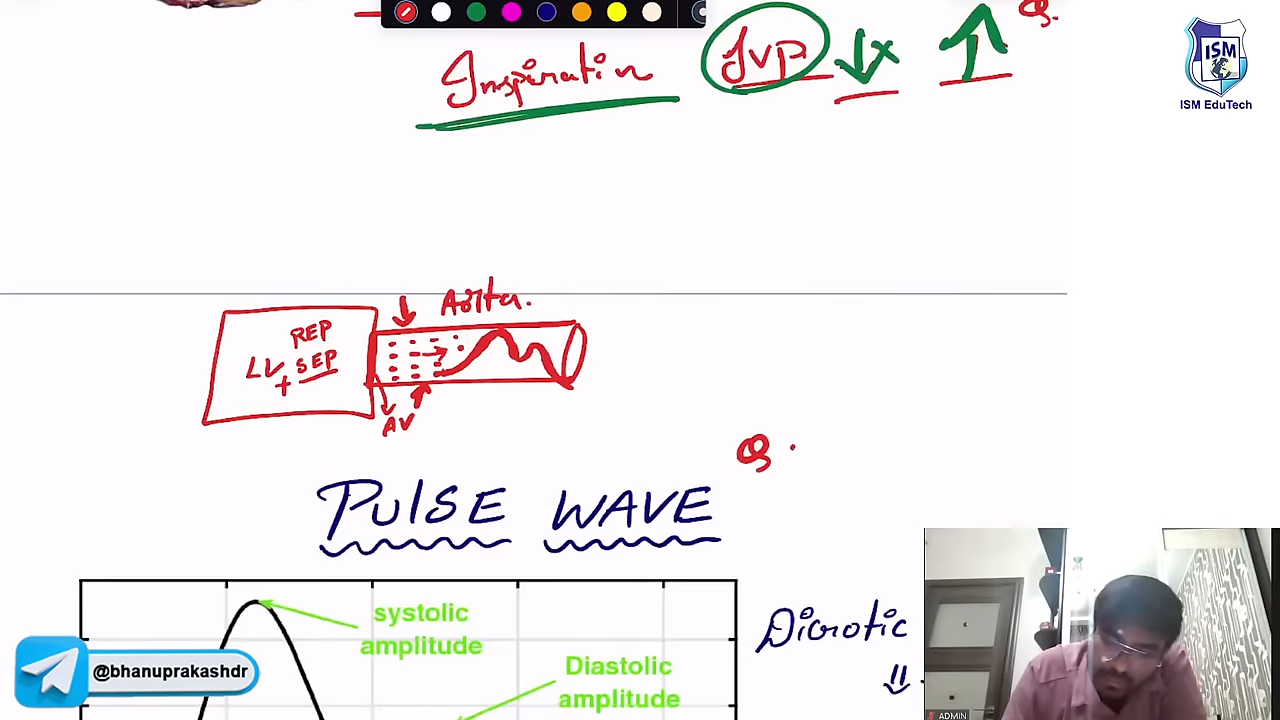 Inspiration JVP ↓x ↑ Q.
ISM
ISM EduTech
Aorta.
REP
LV SEP
+
AV
Q.
PULSE WAVE
systolic
amplitude
Diastolic
amplitude
Dicrotic
@bhanuprakashdr
ADMIN